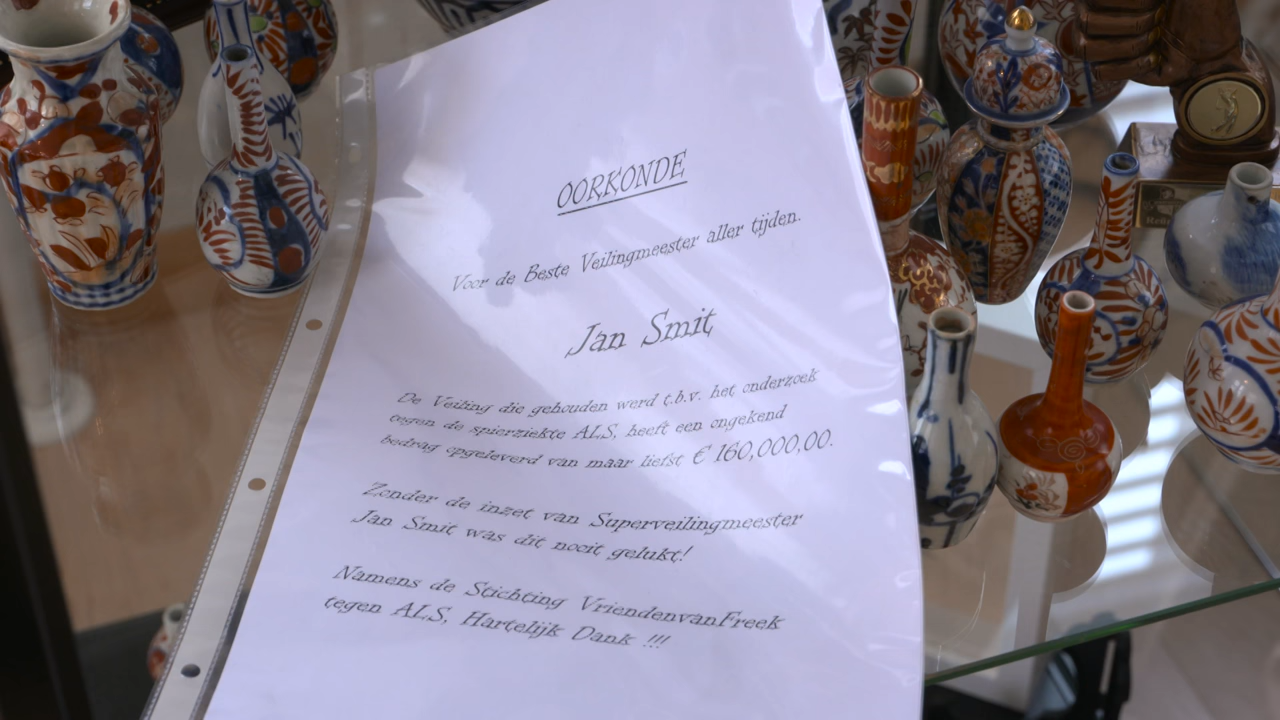 OORKONDE
Voor de Beste Veilingmeester aller tijden.
Jan Smit
De Veiling die gehouden werd t.b.v. het onderzoek
tegen de spierziekte ALS, heeft een ongekend
bedrag opgeleverd van maar liefst € 160,000,00.
Zonder de inzet van Superveilingmeester
Jan Smit was dit nooit gelukt!
Namens de Stichting VriendenvanFreek
tegen ALS, Hartelijk Dank !!!